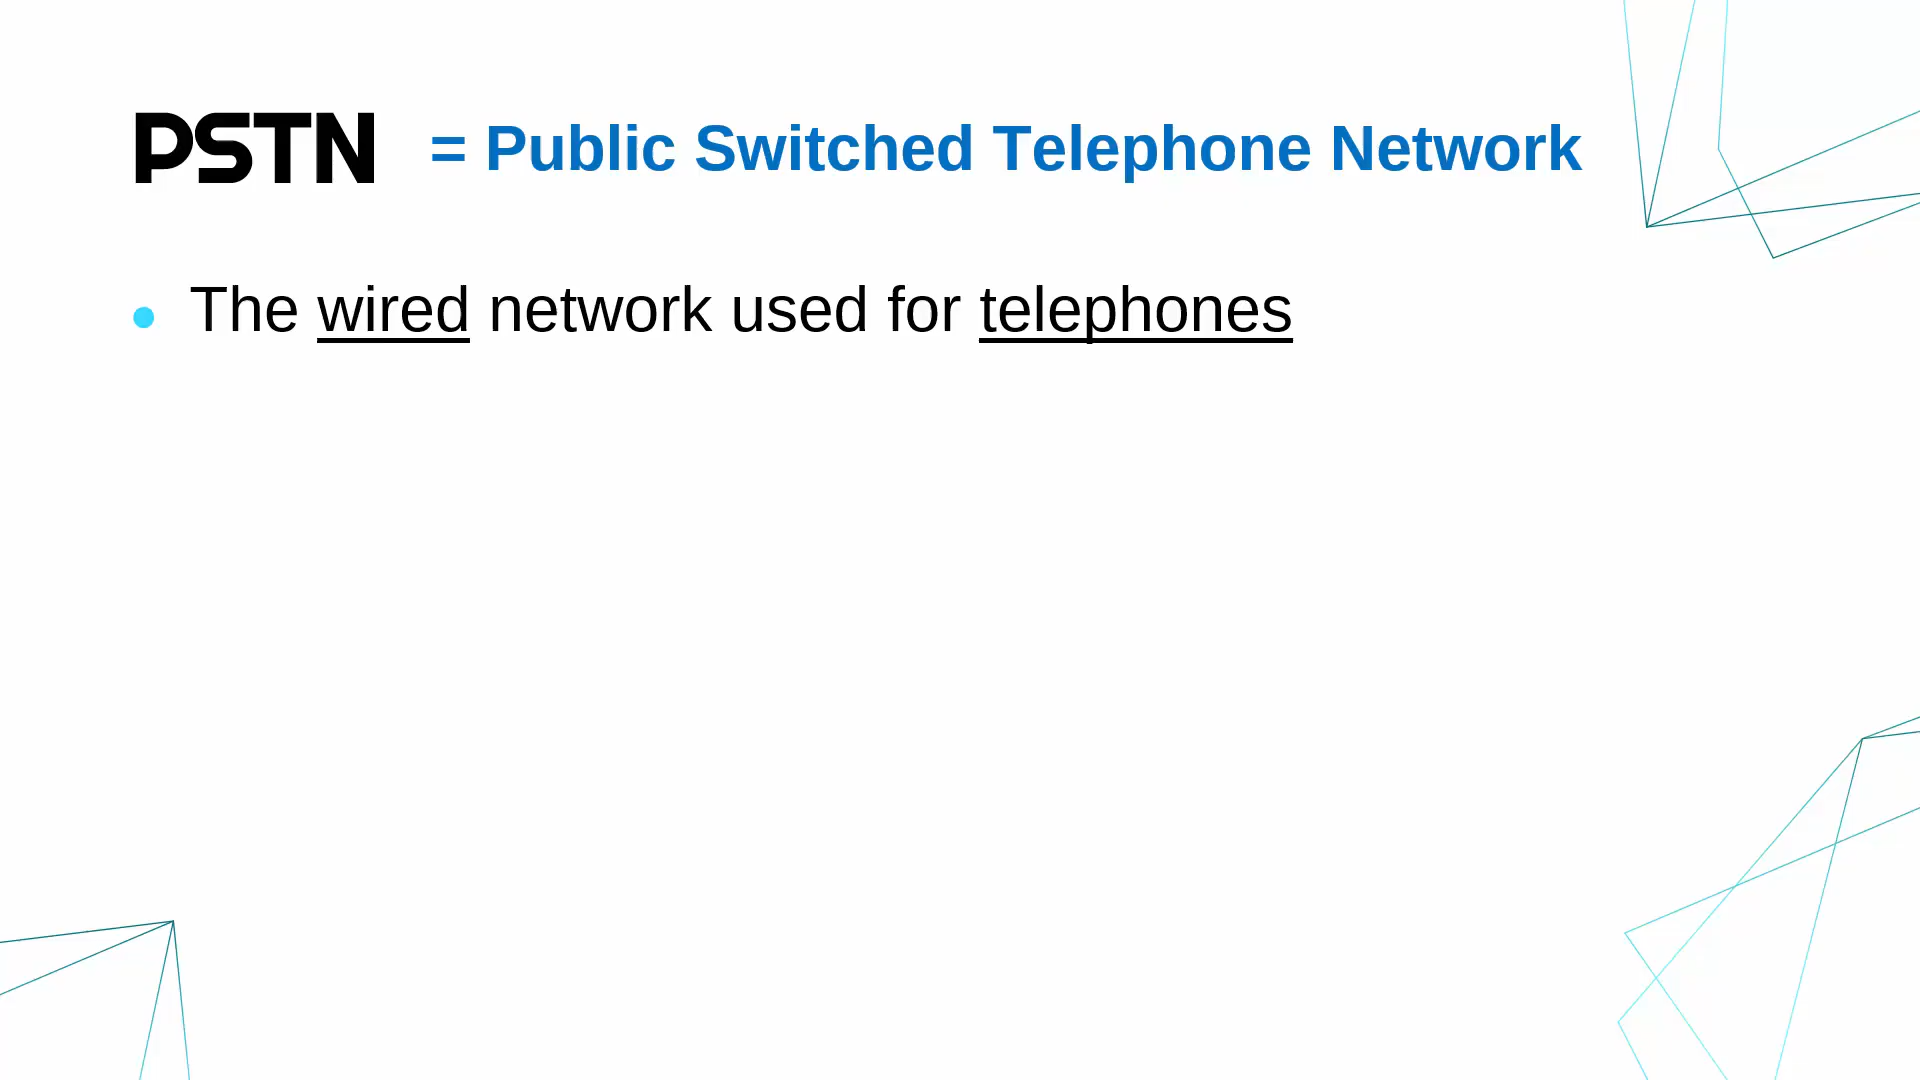 PSTN = Public Switched Telephone Network
The wired network used for telephones